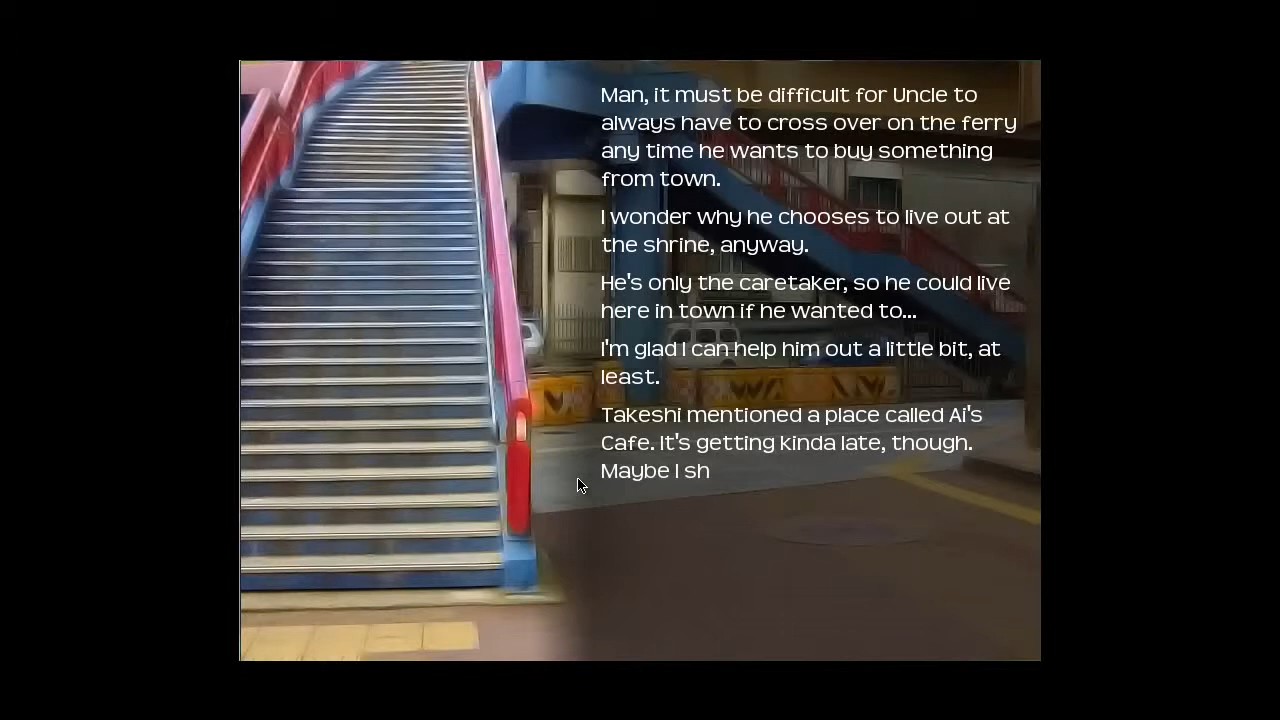 Man, it must be difficult for Uncle to
always have to cross over on the ferry
any time he wants to buy something
from town.
I wonder why he chooses to live out at
the shrine, anyway.
He's only the caretaker, so he could live
here in town if he wanted to...
I'm glad I can help him out a little bit, at
least.
Takeshi mentioned a place called Ai's
Cafe. It's getting kinda late, though.
Maybe I sh